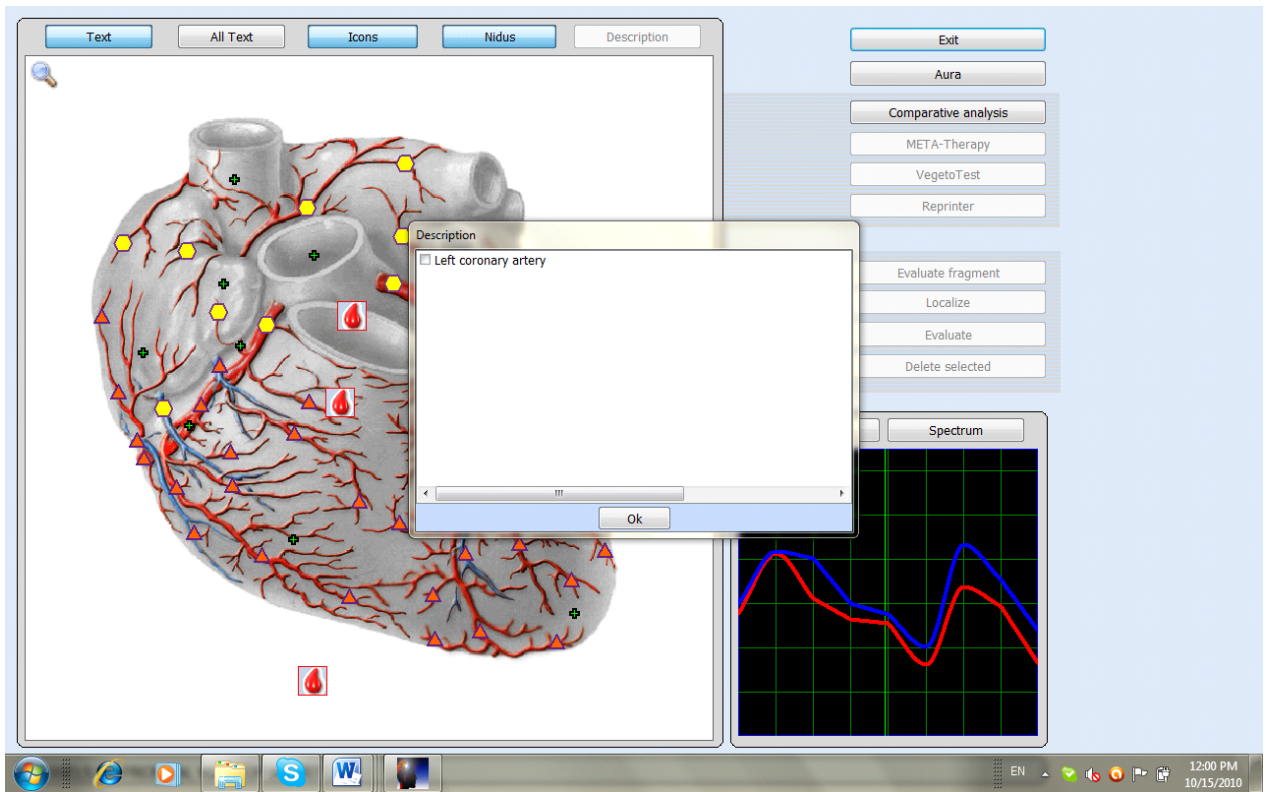 Text
All Text
Icons
Nidus
Description
Exit
Aura
Comparative analysis
META-Therapy
VegetoTest
Reprinter
Description
Left coronary artery
Ok
Evaluate fragment
Localize
Evaluate
Delete selected
Spectrum
EN
12:00 PM
10/15/2010